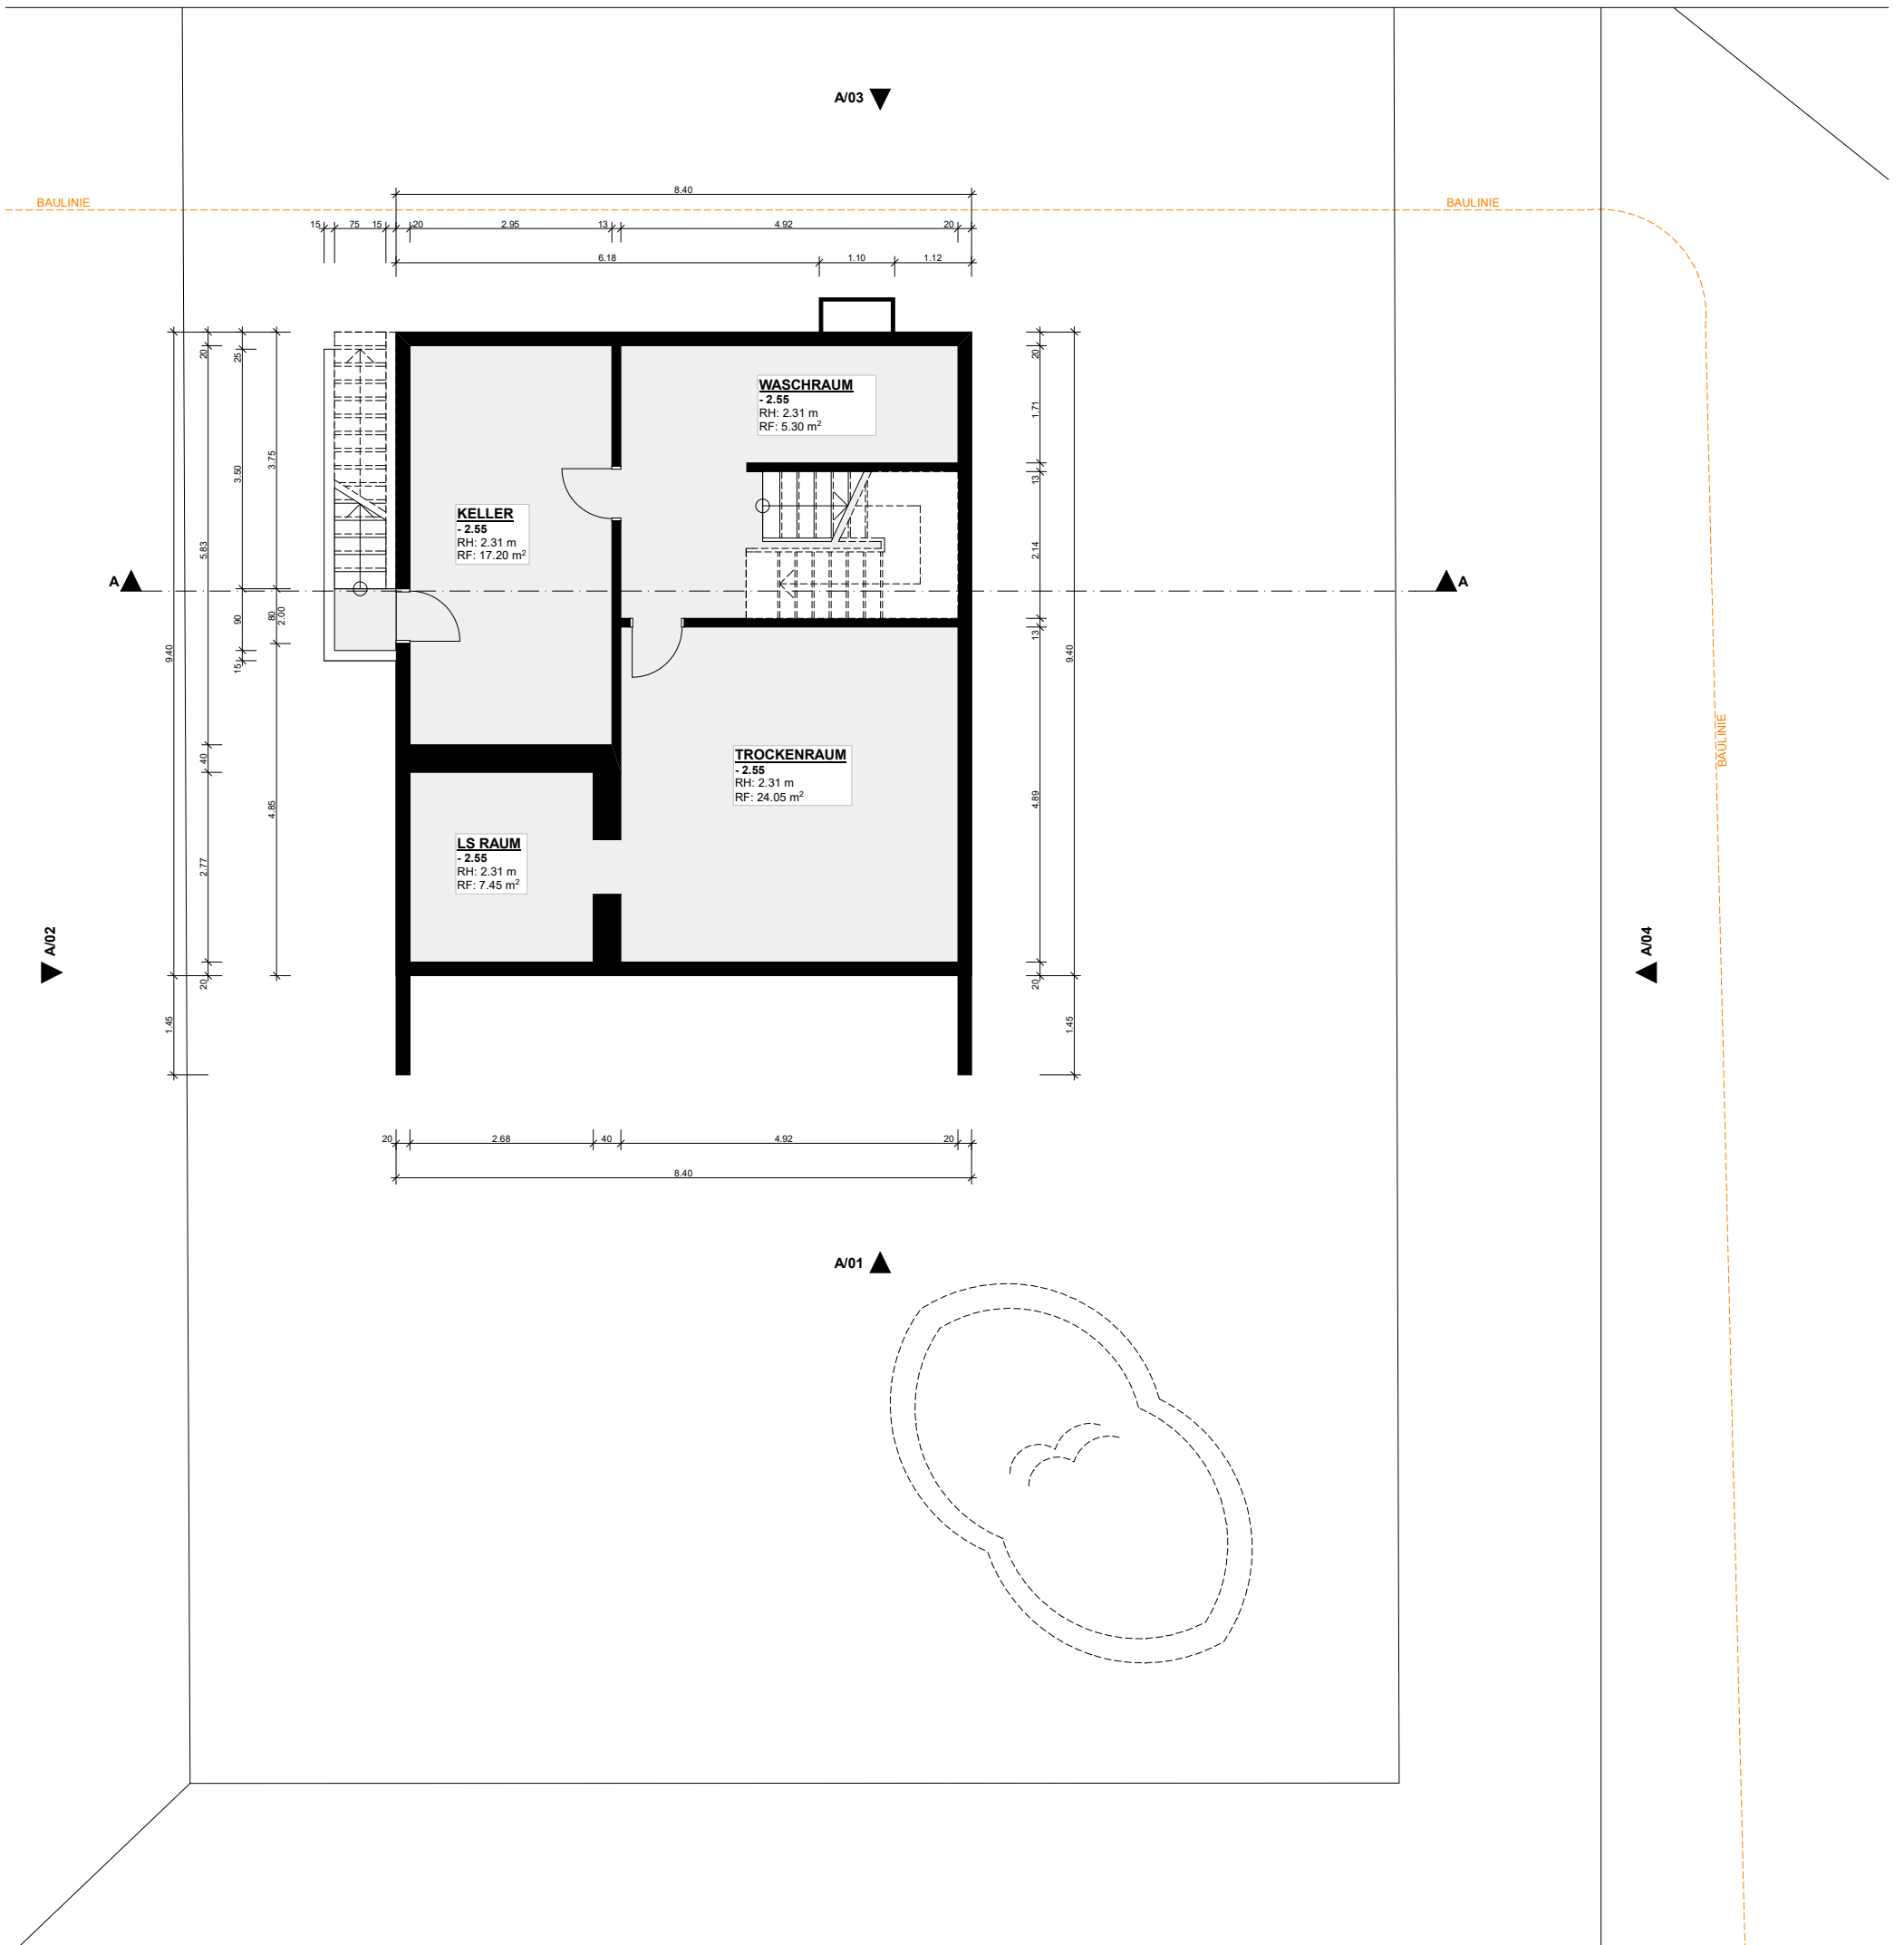 A/03
8.40
BAULINIE
BAULINIE
15
75
15
20
2.95
13
4.92
20
6.18
1.10
1.12
20
25
3.50
3.75
5.83
9.40
90
80
2.00
15
40
4.85
2.77
20
1.45
WASCHRAUM
- 2.55
RH: 2.31 m
RF: 5.30 m²
KELLER
- 2.55
RH: 2.31 m
RF: 17.20 m²
TROCKENRAUM
- 2.55
RH: 2.31 m
RF: 24.05 m²
LS RAUM
- 2.55
RH: 2.31 m
RF: 7.45 m²
20
1.71
13
2.14
13
9.40
4.89
20
1.45
A
A
BAULINIE
A/02
A/04
20
2.68
40
4.92
20
8.40
A/01